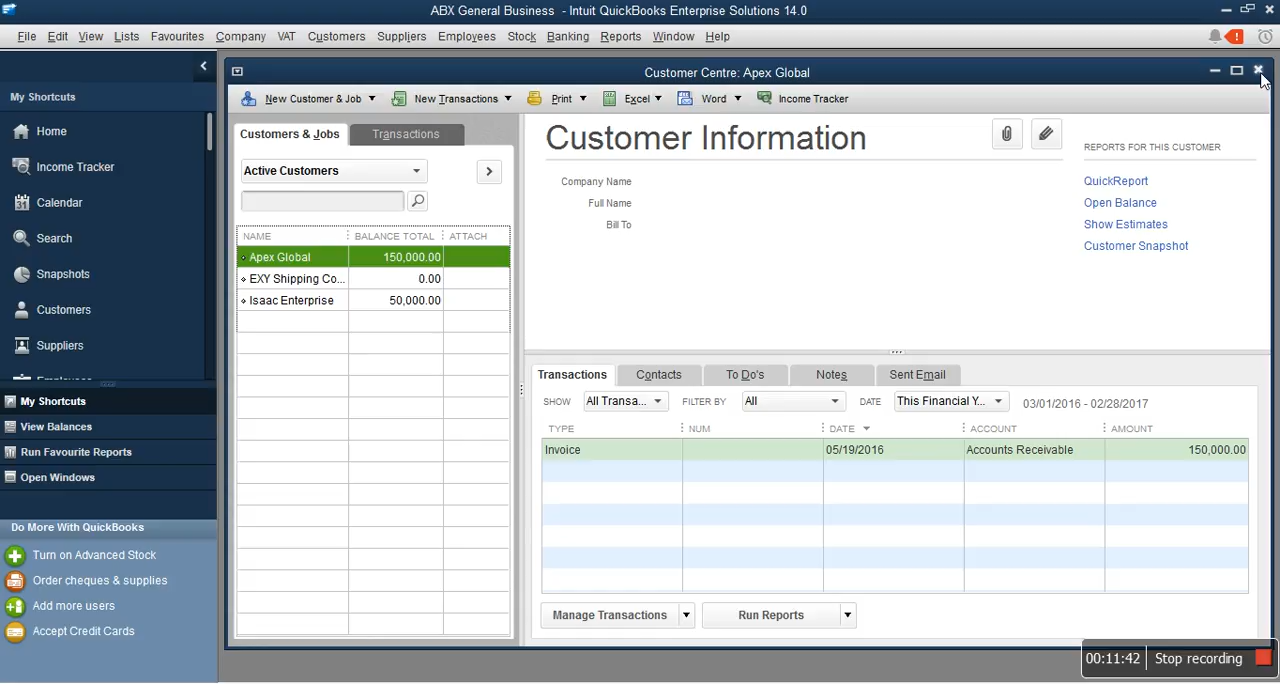 ABX General Business - Intuit QuickBooks Enterprise Solutions 14.0
File Edit View Lists Favourites Company VAT Customers Suppliers Employees Stock Banking Reports Window Help
My Shortcuts
Home
Income Tracker
Calendar
Search
Snapshots
Customers
Suppliers
My Shortcuts
View Balances
Run Favourite Reports
Open Windows
Do More With QuickBooks
Turn on Advanced Stock
Order cheques & supplies
Add more users
Accept Credit Cards
Customer Centre: Apex Global
New Customer & Job New Transactions Print Excel Word Income Tracker
Customers & Jobs Transactions
Active Customers
NAME BALANCE TOTAL ATTACH
Apex Global 150,000.00
EXY Shipping Co... 0.00
Isaac Enterprise 50,000.00
Customer Information
Company Name
Full Name
Bill To
REPORTS FOR THIS CUSTOMER
QuickReport
Open Balance
Show Estimates
Customer Snapshot
Transactions Contacts To Do's Notes Sent Email
SHOW All Transa... FILTER BY All DATE This Financial Y... 03/01/2016 - 02/28/2017
TYPE NUM DATE ACCOUNT AMOUNT
Invoice 05/19/2016 Accounts Receivable 150,000.00
Manage Transactions Run Reports
00:11:42 Stop recording